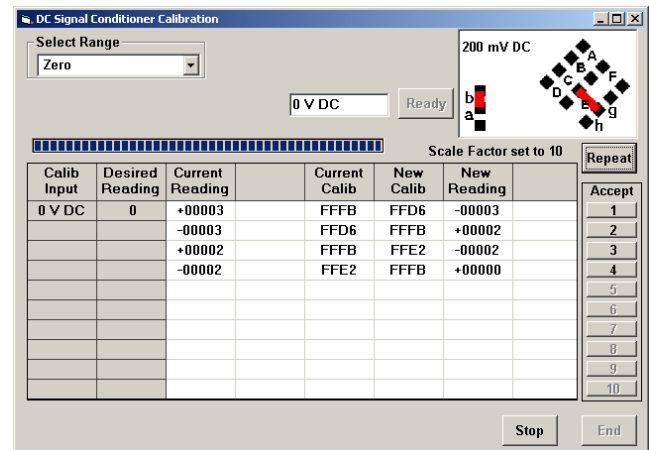 DC Signal Conditioner Calibration
Select Range
Zero
200 mV DC
A
B
F
C
D
E
g
h
b
a
0 V DC
Ready
Scale Factor set to 10
Repeat
Calib Input Desired Reading Current Reading Current Calib New Calib New Reading
Accept
0 V DC 0 +00003 FFFB FFD6 -00003 1
-00003 FFD6 FFFB +00002 2
+00002 FFFB FFE2 -00002 3
-00002 FFE2 FFFB +00000 4
5
6
7
8
9
10
Stop
End